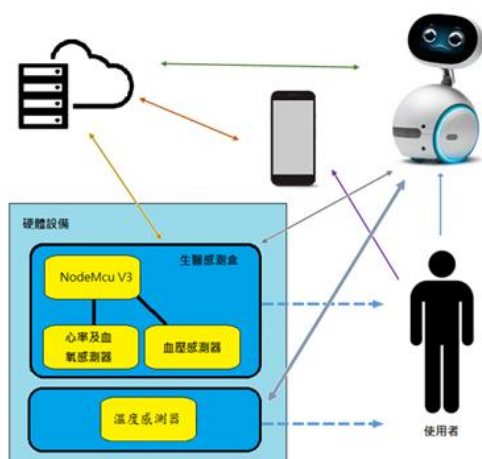 硬體設備
生醫感測盒
NodeMcu V3
心率及血
氧感測器
血壓感測器
溫度感測器
使用者